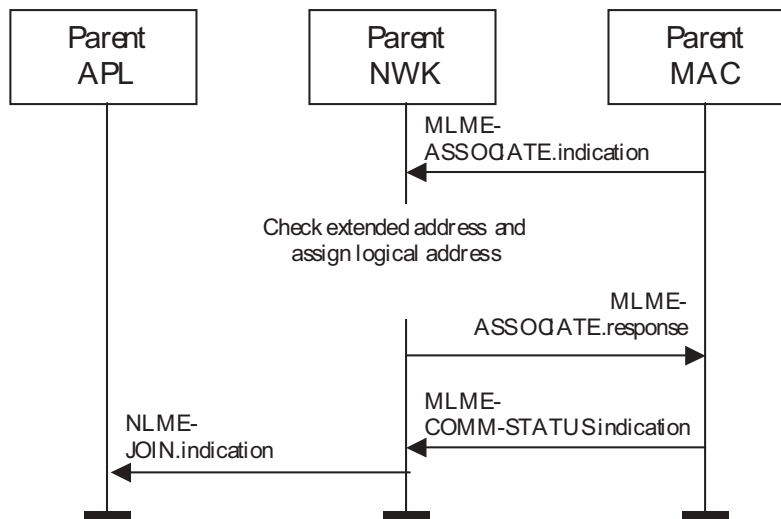 Parent
APL
Parent
NWK
Parent
MAC
MLME-
ASSOCIATE.indication
Check extended address and
assign logical address
MLME-
ASSOCIATE.response
MLME-
COMM-STATUS indication
NLME-
JOIN.indication